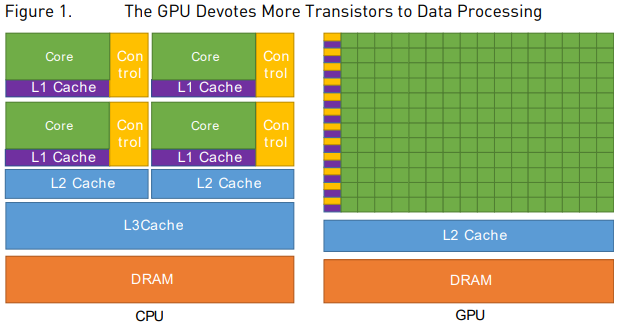 Figure 1. The GPU Devotes More Transistors to Data Processing
Core
Con
trol
L1 Cache
Core
Con
trol
L1 Cache
Core
Con
trol
L1 Cache
Core
Con
trol
L1 Cache
L2 Cache
L2 Cache
L3Cache
DRAM
CPU
L2 Cache
DRAM
GPU